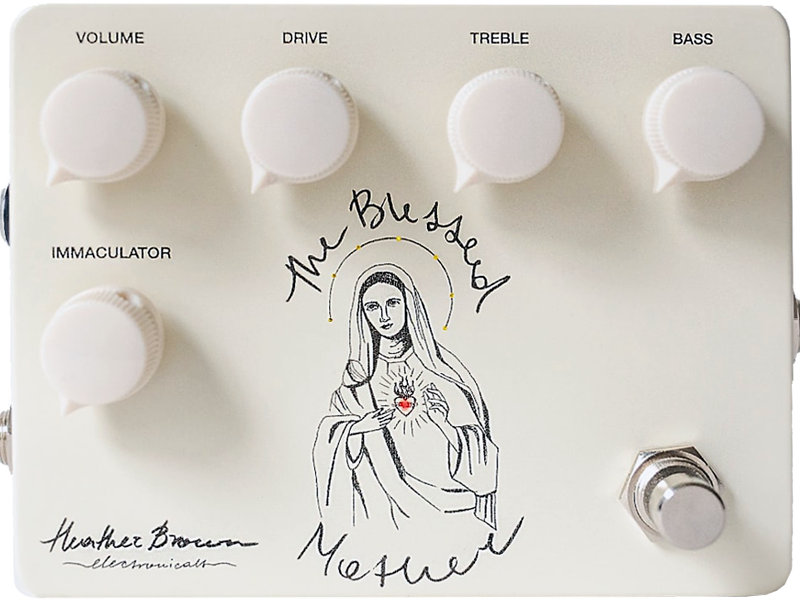 VOLUME DRIVE TREBLE BASS
The Blessed
IMMACULATOR
Heather Brown
electronicals
Mother